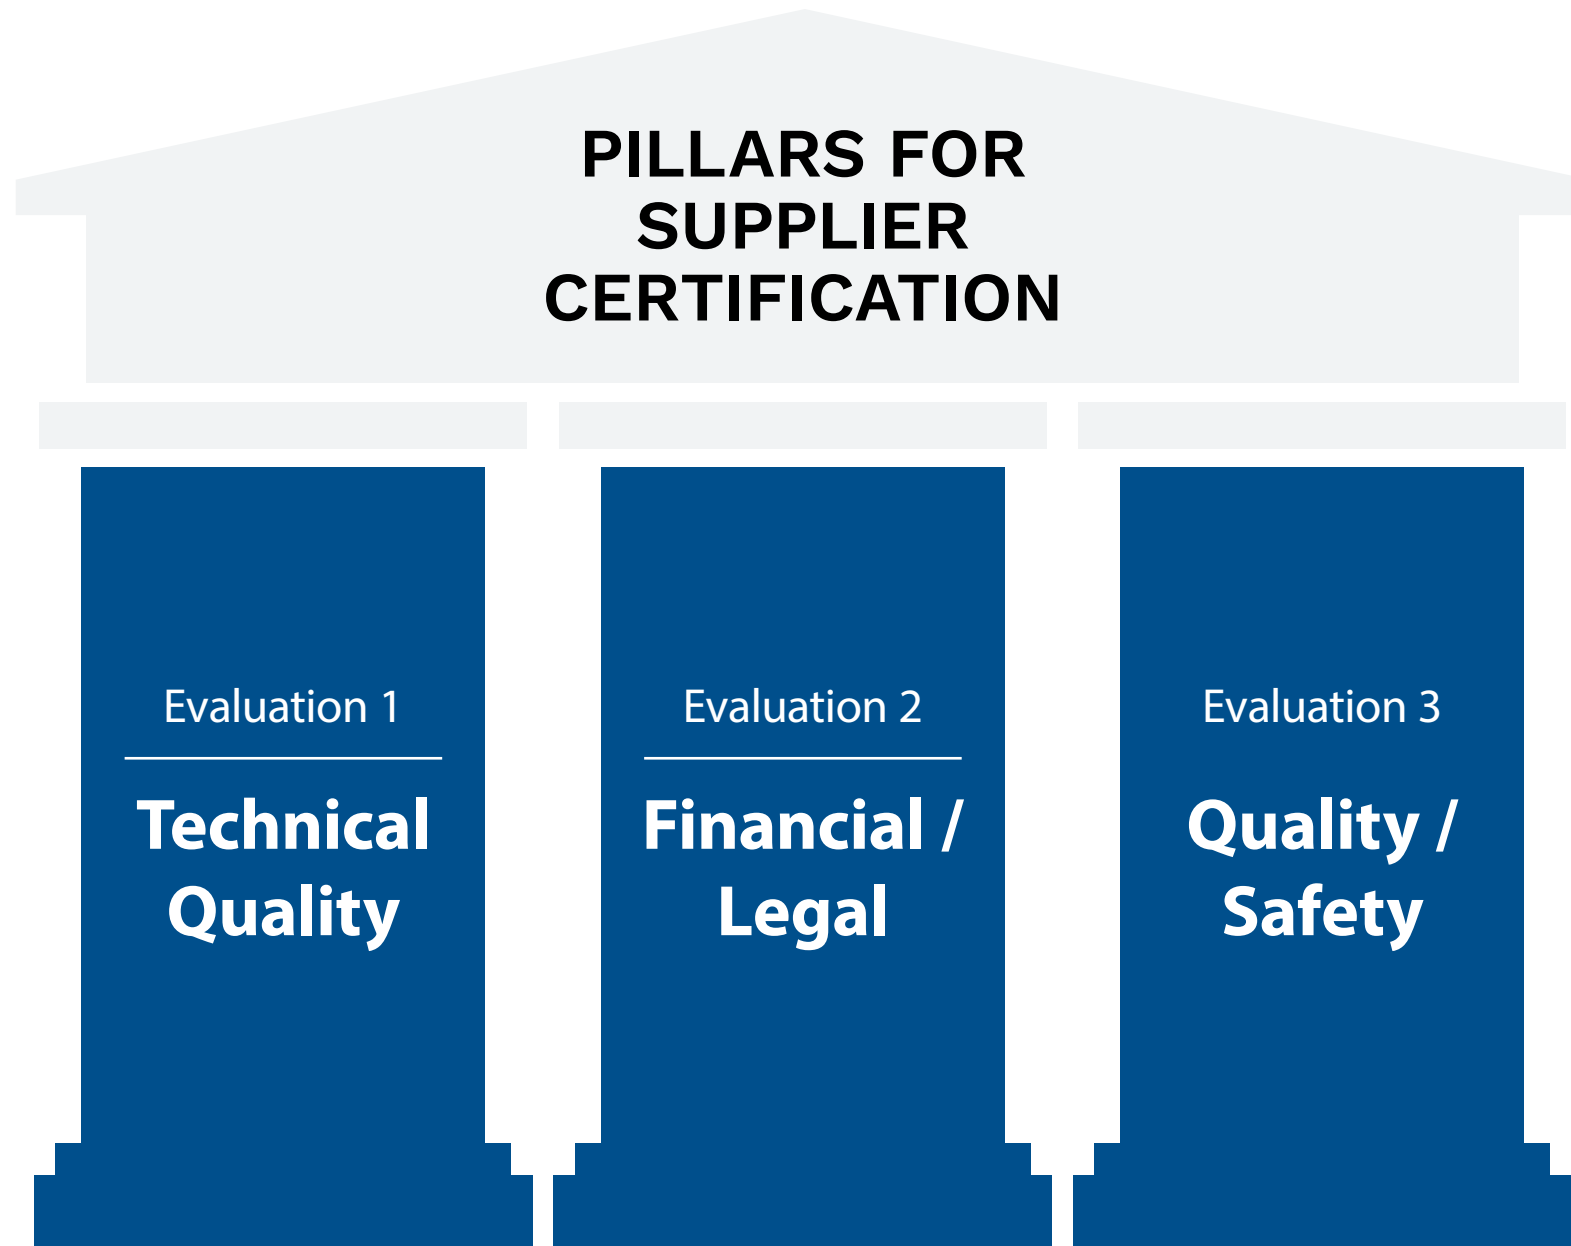 PILLARS FOR
SUPPLIER
CERTIFICATION
Evaluation 1
Technical
Quality
Evaluation 2
Financial /
Legal
Evaluation 3
Quality /
Safety